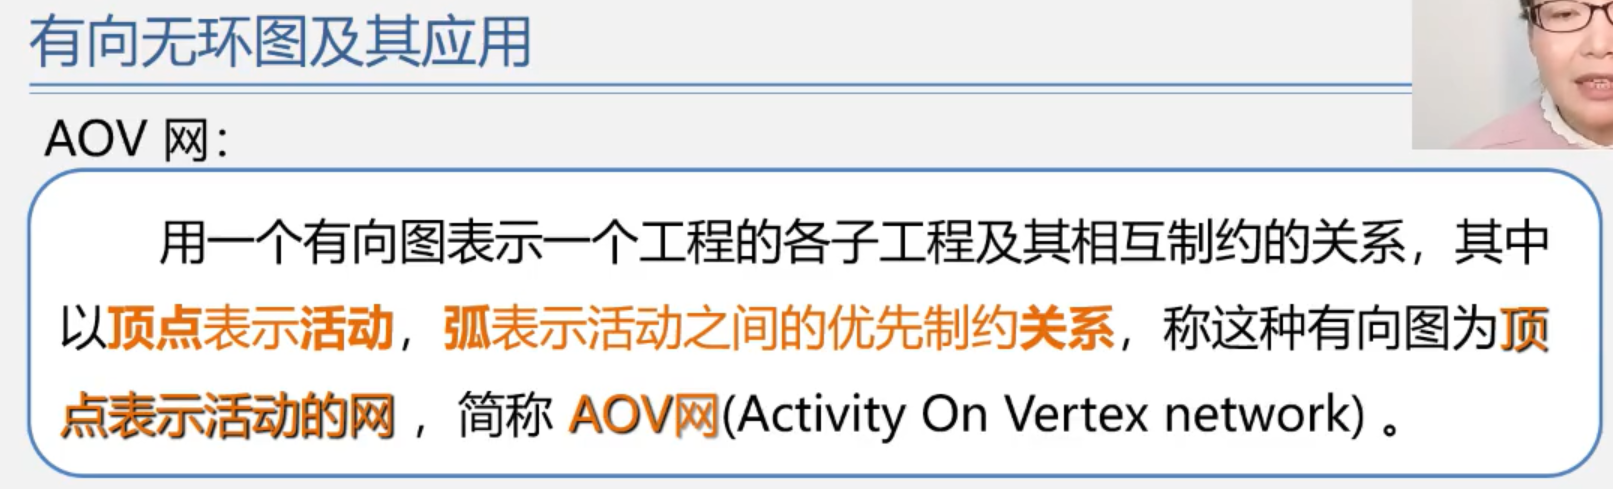 有向无环图及其应用
AOV 网：
用一个有向图表示一个工程的各子工程及其相互制约的关系，其中
以顶点表示活动，弧表示活动之间的优先制约关系，称这种有向图为顶
点表示活动的网 ，简称 AOV网(Activity On Vertex network) 。